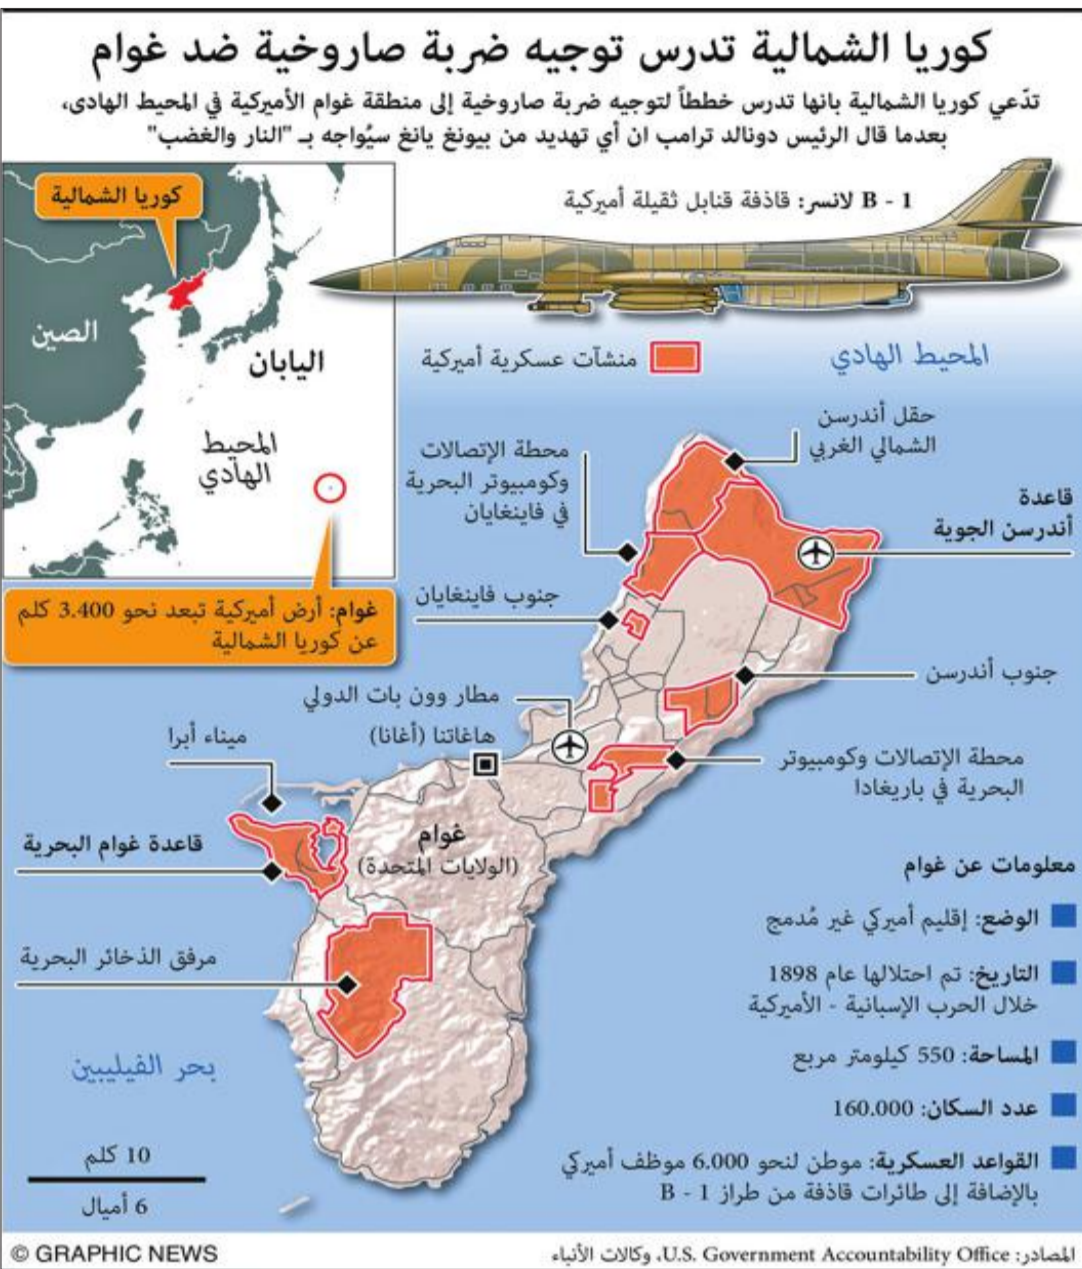 كوريا الشمالية تدرس توجيه ضربة صاروخية ضد غوام
تدّعي كوريا الشمالية بانها تدرس خططاً لتوجيه ضربة صاروخية إلى منطقة غوام الأميركية في المحيط الهادى،
بعدما قال الرئيس دونالد ترامب ان أي تهديد من بيونغ يانغ سيُواجه بـ "النار والغضب"
B - 1 لانسر: قاذفة قنابل ثقيلة أميركية
كوريا الشمالية
الصين
اليابان
المحيط
الهادي
غوام: أرض أميركية تبعد نحو 3.400 كلم
عن كوريا الشمالية
منشآت عسكرية أميركية
المحيط الهادي
حقل أندرسن
الشمالي الغربي
محطة الإتصالات
وكومبيوتر البحرية
في فاينغايان
قاعدة
أندرسن الجوية
جنوب فاينغايان
جنوب أندرسن
مطار وون بات الدولي
هاغاتنا (أغانا)
ميناء أبرا
محطة الإتصالات وكومبيوتر
البحرية في باريغادا
قاعدة غوام البحرية
غوام
(الولايات المتحدة)
مرفق الذخائر البحرية
بحر الفيليبين
10 كلم
6 أميال
معلومات عن غوام
الوضع: إقليم أميركي غير مُدمج
التاريخ: تم احتلالها عام 1898
خلال الحرب الإسبانية - الأميركية
المساحة: 550 كيلومتر مربع
عدد السكان: 160.000
القواعد العسكرية: موطن لنحو 6.000 موظف أميركي
بالإضافة إلى طائرات قاذفة من طراز B - 1
المصادر: U.S. Government Accountability Office، وكالات الأنباء
© GRAPHIC NEWS